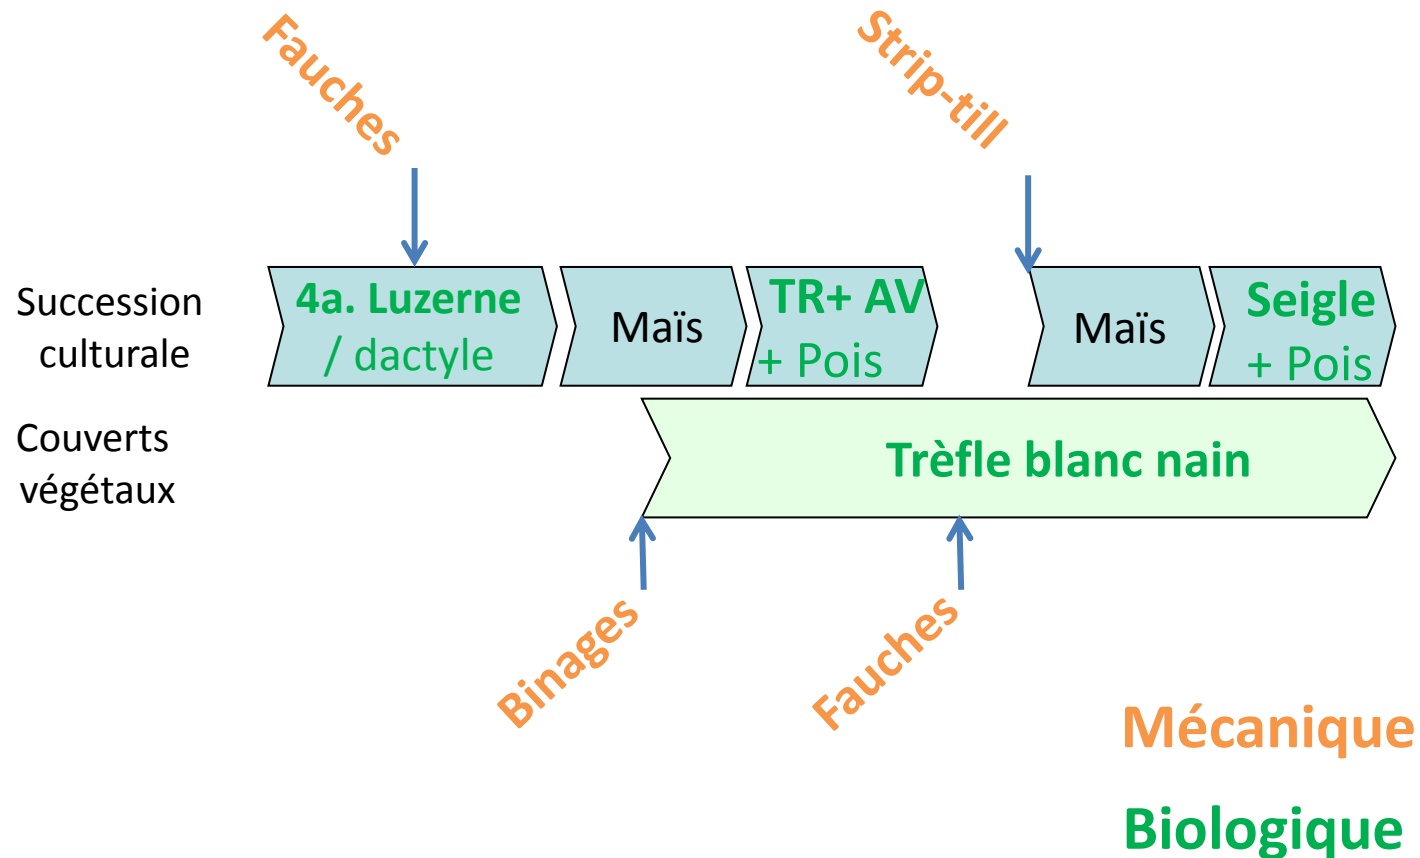 Fauches
Strip-till
Succession
culturale
4a. Luzerne
/ dactyle
Maïs
TR+ AV
+ Pois
Maïs
Seigle
+ Pois
Couverts
végétaux
Trèfle blanc nain
Binages
Fauches
Mécanique
Biologique